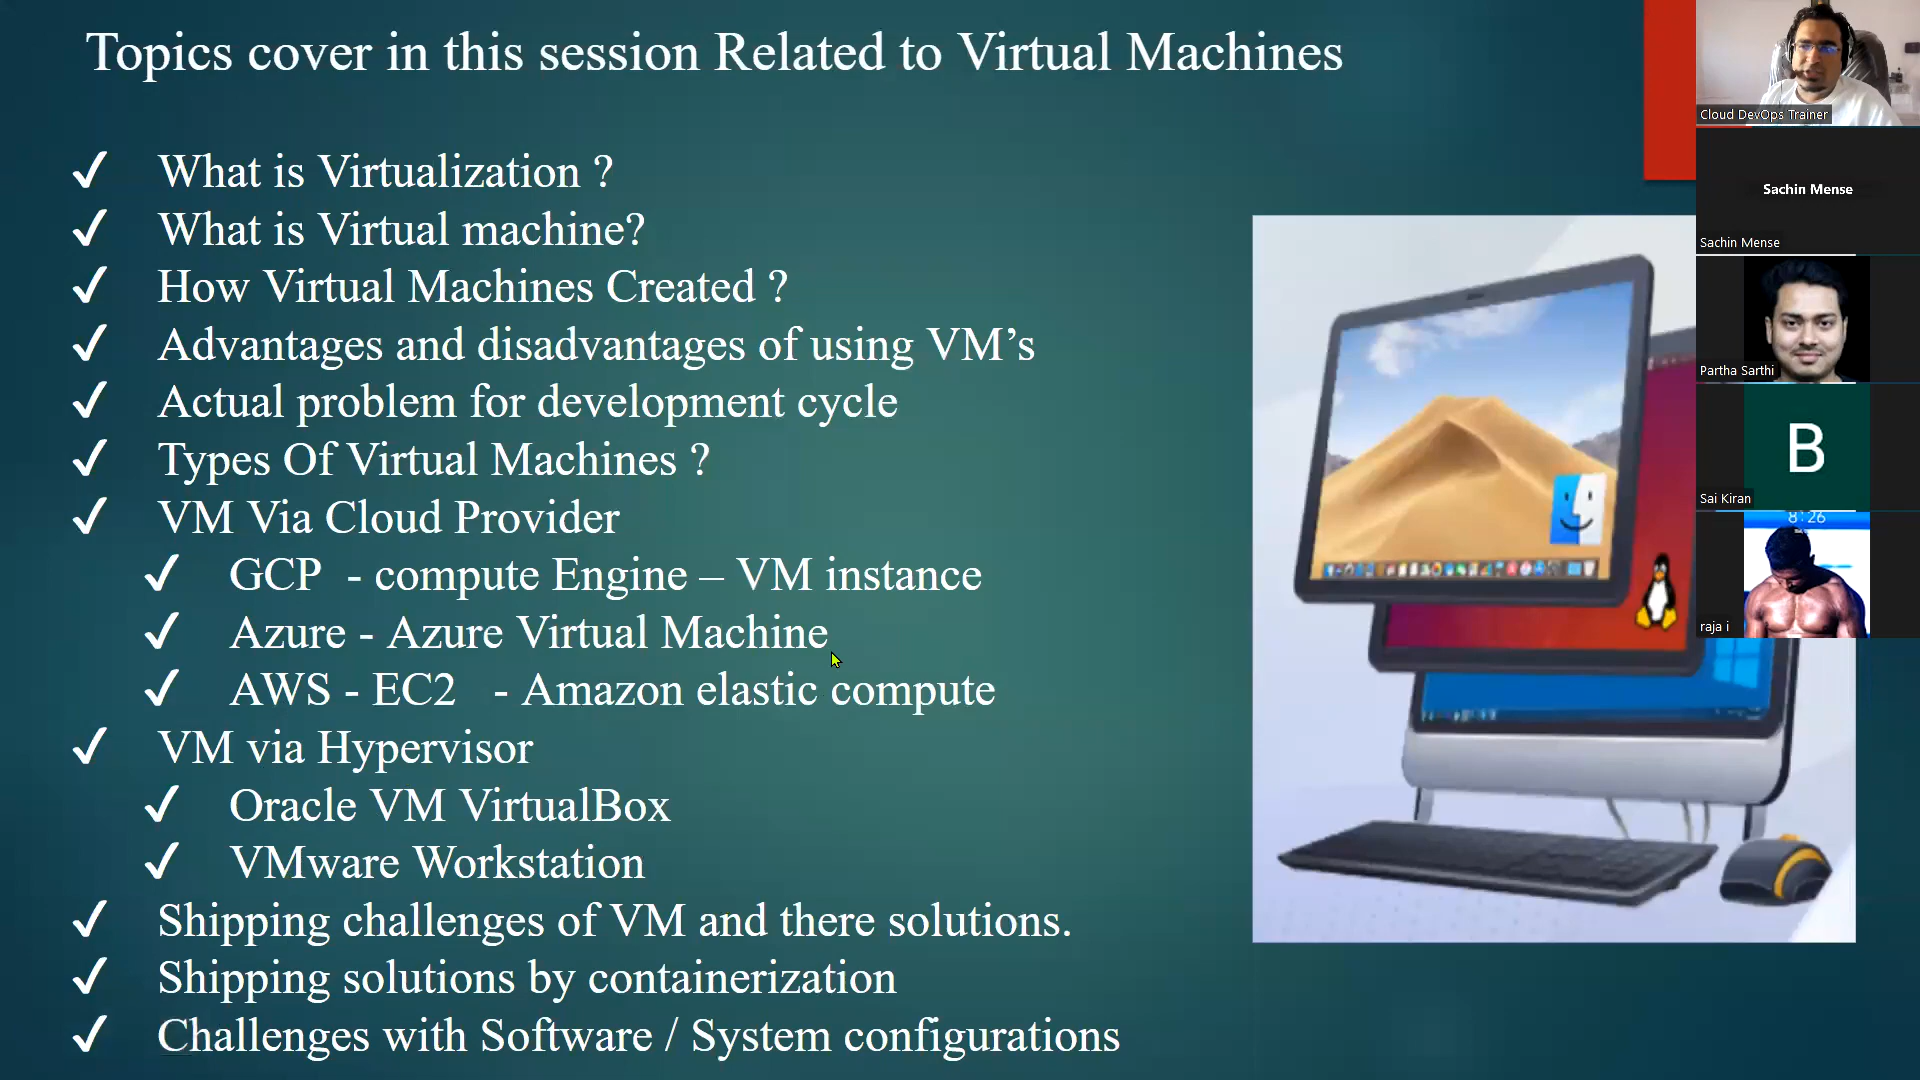 Topics cover in this session Related to Virtual Machines
✓ What is Virtualization ?
✓ What is Virtual machine?
✓ How Virtual Machines Created ?
✓ Advantages and disadvantages of using VM’s
✓ Actual problem for development cycle
✓ Types Of Virtual Machines ?
✓ VM Via Cloud Provider
✓ GCP - compute Engine – VM instance
✓ Azure - Azure Virtual Machine
✓ AWS - EC2 - Amazon elastic compute
✓ VM via Hypervisor
✓ Oracle VM VirtualBox
✓ VMware Workstation
✓ Shipping challenges of VM and there solutions.
✓ Shipping solutions by containerization
✓ Challenges with Software / System configurations
Cloud DevOps Trainer
Sachin Mense
Sachin Mense
Partha Sarthi
B
Sai Kiran
8:26
raja i